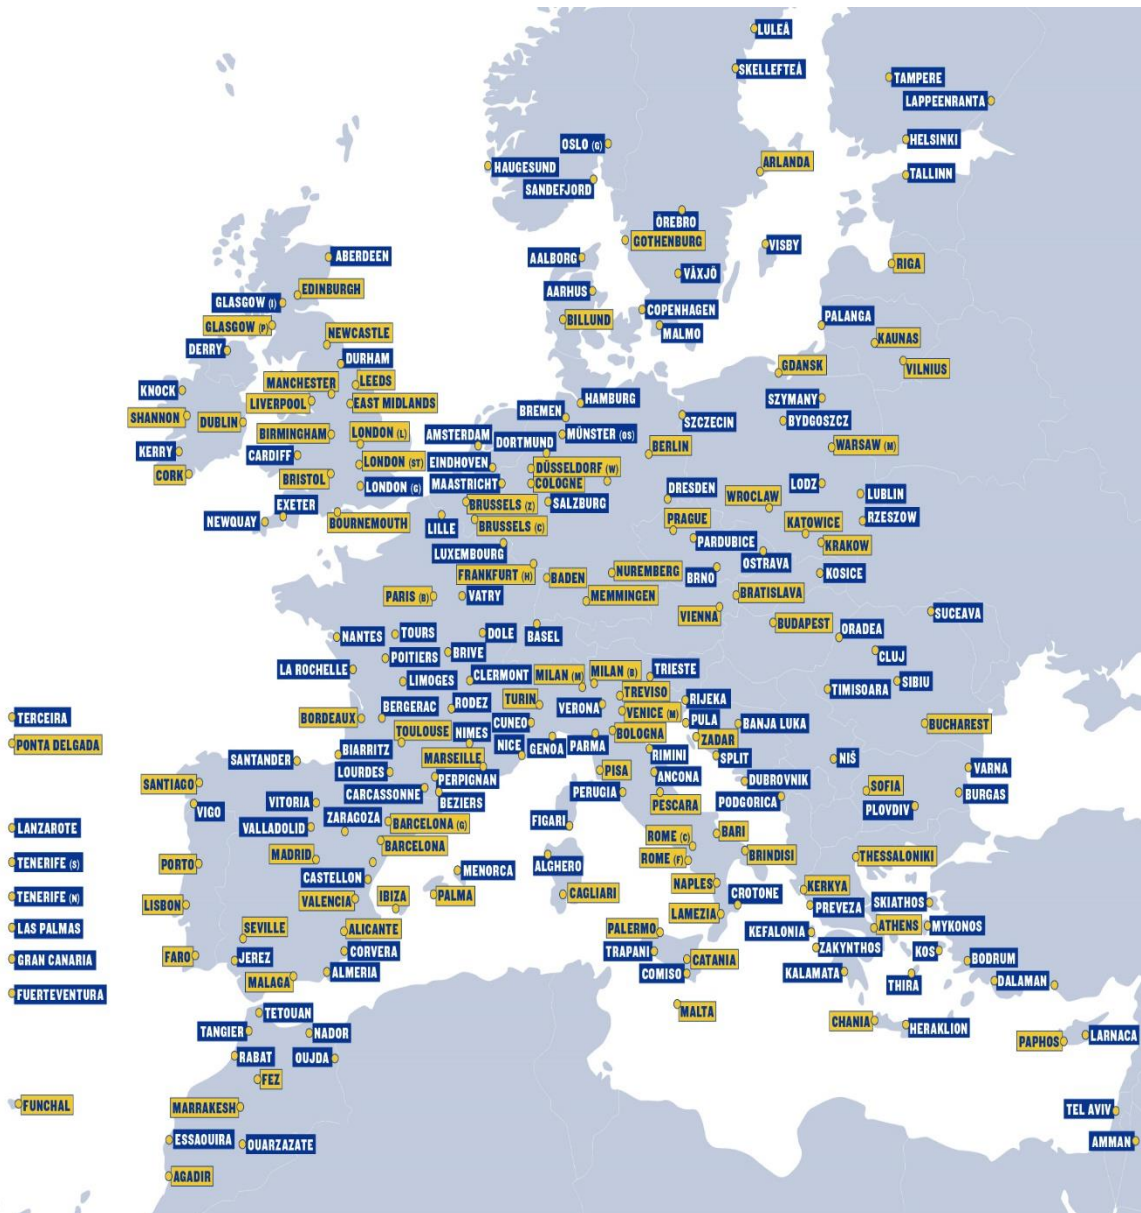 LULEÅ
SKELLEFTEÅ
TAMPERE
LAPPEENRANTA
OSLO (G)
HELSINKI
HAUGESUND
ARLANDA
SANDEFJORD
TALLINN
ÖREBRO
GOTHENBURG
VISBY
ABERDEEN
AALBORG
RIGA
VÄXJÖ
EDINBURGH
AARHUS
GLASGOW (I)
COPENHAGEN
PALANGA
GLASGOW (P)
BILLUND
NEWCASTLE
MALMO
KAUNAS
DERRY
DURHAM
GDANSK
VILNIUS
MANCHESTER
LEEDS
KNOCK
LIVERPOOL
EAST MIDLANDS
HAMBURG
SZYMANY
SHANNON
DUBLIN
BREMEN
SZCZECIN
BYDGOSZCZ
BIRMINGHAM
LONDON (L)
AMSTERDAM
DORTMUND
MÜNSTER (OS)
BERLIN
WARSAW (M)
KERRY
CARDIFF
LONDON (ST)
EINDHOVEN
DÜSSELDORF (W)
CORK
BRISTOL
LONDON (G)
MAASTRICHT
COLOGNE
DRESDEN
WROCLAW
LODZ
LUBLIN
EXETER
BRUSSELS (Z)
SALZBURG
NEWQUAY
BOURNEMOUTH
LILLE
BRUSSELS (C)
PRAGUE
KATOWICE
RZESZOW
LUXEMBOURG
PARDUBICE
KRAKOW
FRANKFURT (H)
BADEN
NUREMBERG
BRNO
OSTRAVA
KOSICE
PARIS (B)
VATRY
MEMMINGEN
BRATISLAVA
VIENNA
SUCEAVA
NANTES
TOURS
DOLE
BASEL
BUDAPEST
ORADEA
LA ROCHELLE
POITIERS
BRIVE
CLUJ
LIMOGES
CLERMONT
MILAN (M)
MILAN (B)
TRIESTE
SIBIU
BERGERAC
RODEZ
TURIN
VERONA
TREVISO
RIJEKA
TIMISOARA
TERCEIRA
BORDEAUX
CUNEO
VENICE (M)
PULA
BANJA LUKA
BUCHAREST
PONTA DELGADA
TOULOUSE
NIMES
NICE
GENOA
PARMA
BOLOGNA
ZADAR
SANTANDER
BIARRITZ
MARSEILLE
RIMINI
SPLIT
NIŠ
VARNA
SANTIAGO
LOURDES
PERPIGNAN
PISA
ANCONA
DUBROVNIK
SOFIA
CARCASSONNE
PERUGIA
BURGAS
VIGO
VITORIA
BEZIERS
PESCARA
PODGORICA
PLOVDIV
ZARAGOZA
FIGARI
LANZAROTE
VALLADOLID
BARCELONA (G)
BARI
BARCELONA
ROME (C)
MADRID
ALGHERO
ROME (F)
BRINDISI
THESSALONIKI
TENERIFE (S)
PORTO
CASTELLON
MENORCA
NAPLES
TENERIFE (N)
LISBON
VALENCIA
IBIZA
PALMA
CAGLIARI
CROTONE
KERKYA
PREVEZA
SKIATHOS
LAMEZIA
LAS PALMAS
SEVILLE
ALICANTE
PALERMO
KEFALONIA
ATHENS
MYKONOS
FARO
JEREZ
CORVERA
TRAPANI
ZAKYNTHOS
KOS
GRAN CANARIA
CATANIA
BODRUM
MALAGA
ALMERIA
COMISO
KALAMATA
THIRA
DALAMAN
FUERTEVENTURA
TETOUAN
MALTA
TANGIER
NADOR
CHANIA
HERAKLION
PAPHOS
LARNACA
RABAT
OUJDA
FEZ
FUNCHAL
MARRAKESH
TEL AVIV
ESSAOUIRA
OUARZAZATE
AMMAN
AGADIR